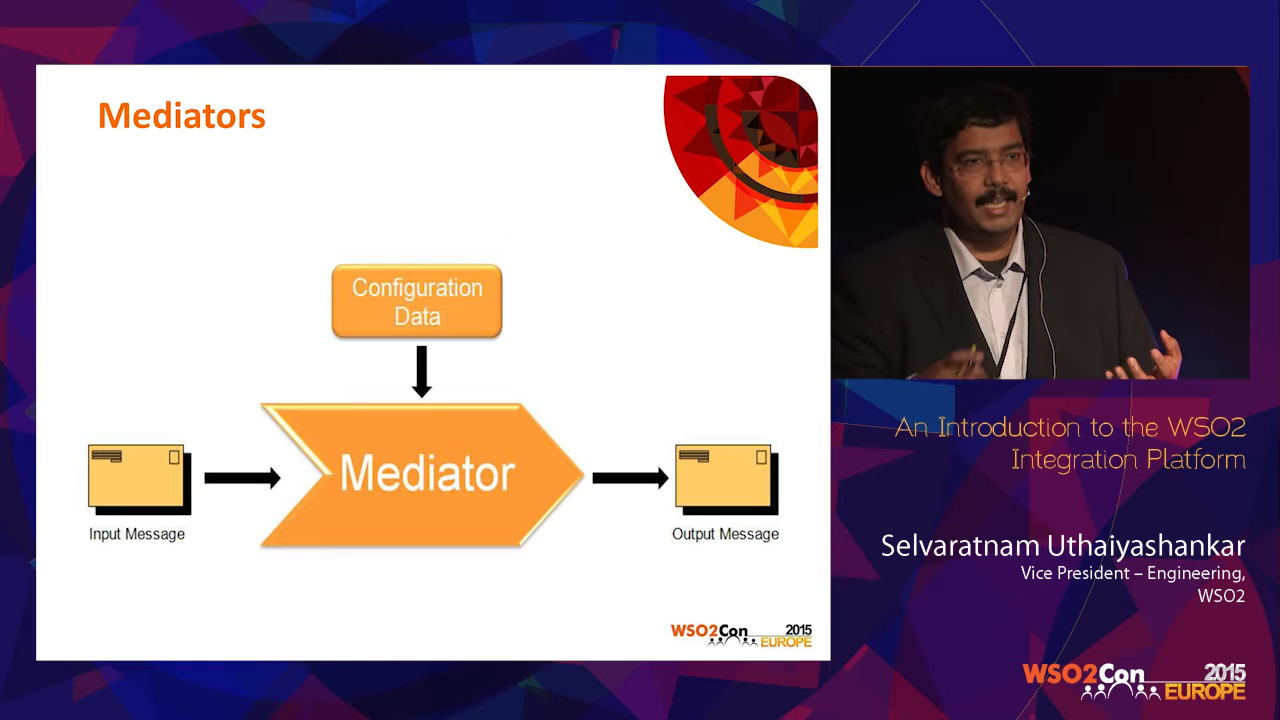 Mediators
Configuration
Data
Mediator
Input Message
Output Message
WSO2Con 2015
EUROPE
An Introduction to the WSO2
Integration Platform
Selvaratnam Uthaiyashankar
Vice President – Engineering,
WSO2
WSO2Con 2015
EUROPE